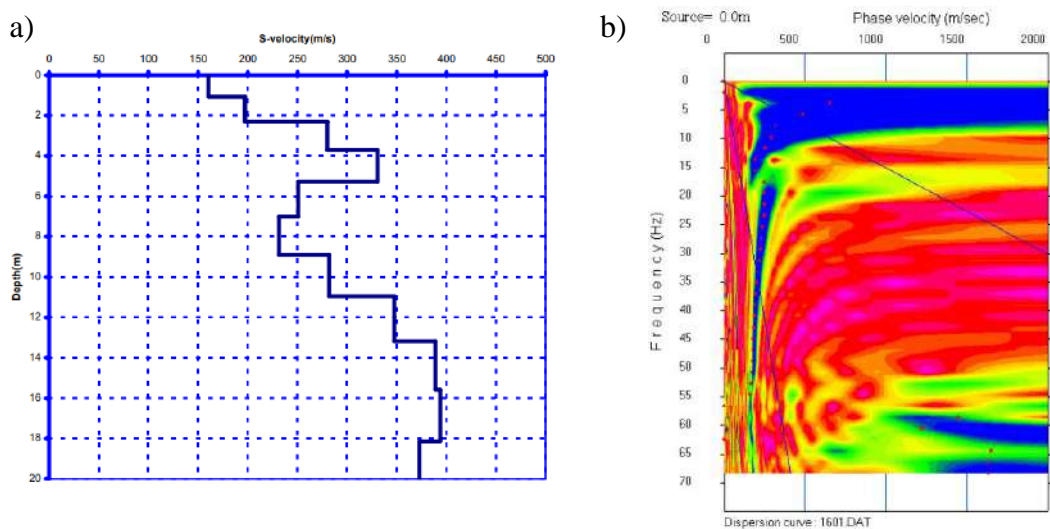 a)
S-velocity(m/s)
0 50 100 150 200 250 300 350 400 450 500
Depth(m)
0
2
4
6
8
10
12
14
16
18
20
b)
Source= 0.0m Phase velocity (m/sec)
0 500 1000 1500 2000
Frequency (Hz)
0
5
10
15
20
25
30
35
40
45
50
55
60
65
70
Dispersion curve: 1601.DAT